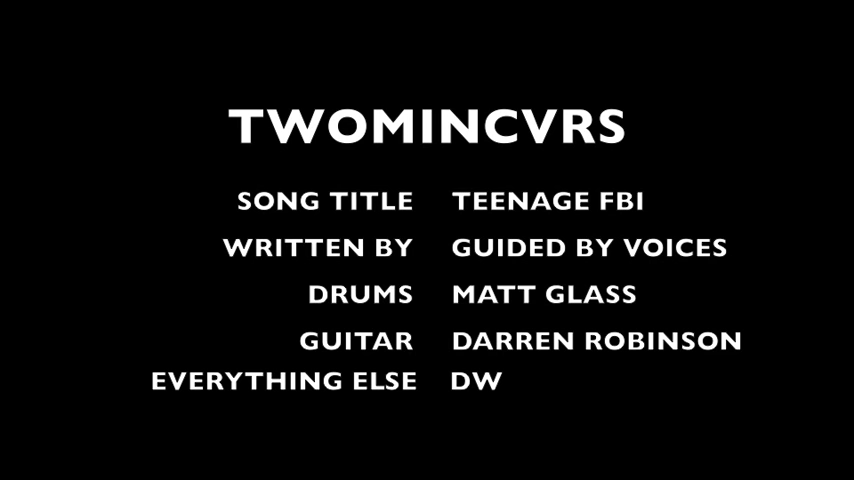 TWOMINCVRS
SONG TITLE TEENAGE FBI
WRITTEN BY GUIDED BY VOICES
DRUMS MATT GLASS
GUITAR DARREN ROBINSON
EVERYTHING ELSE DW